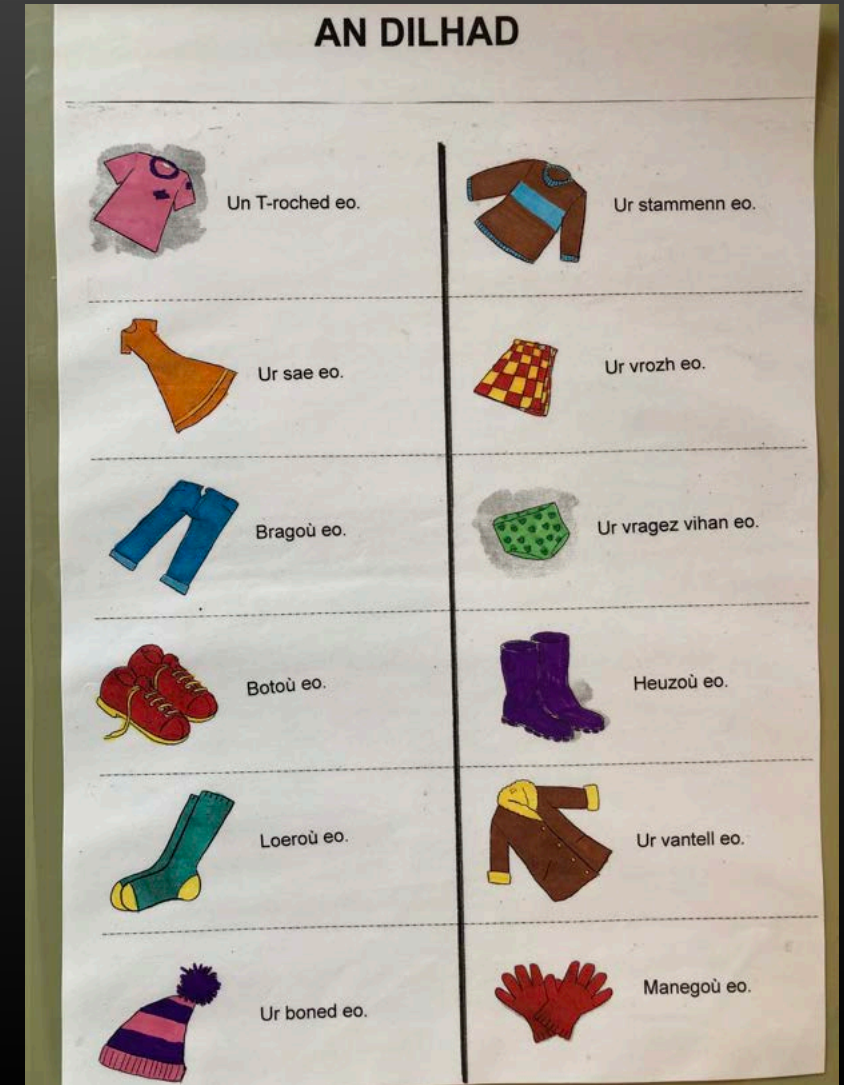 AN DILHAD
Un T-roched eo.
Ur stammenn eo.
Ur sae eo.
Ur vrozh eo.
Bragoù eo.
Ur vragez vihan eo.
Botoù eo.
Heuzoù eo.
Loeroù eo.
Ur vantell eo.
Ur boned eo.
Manegoù eo.